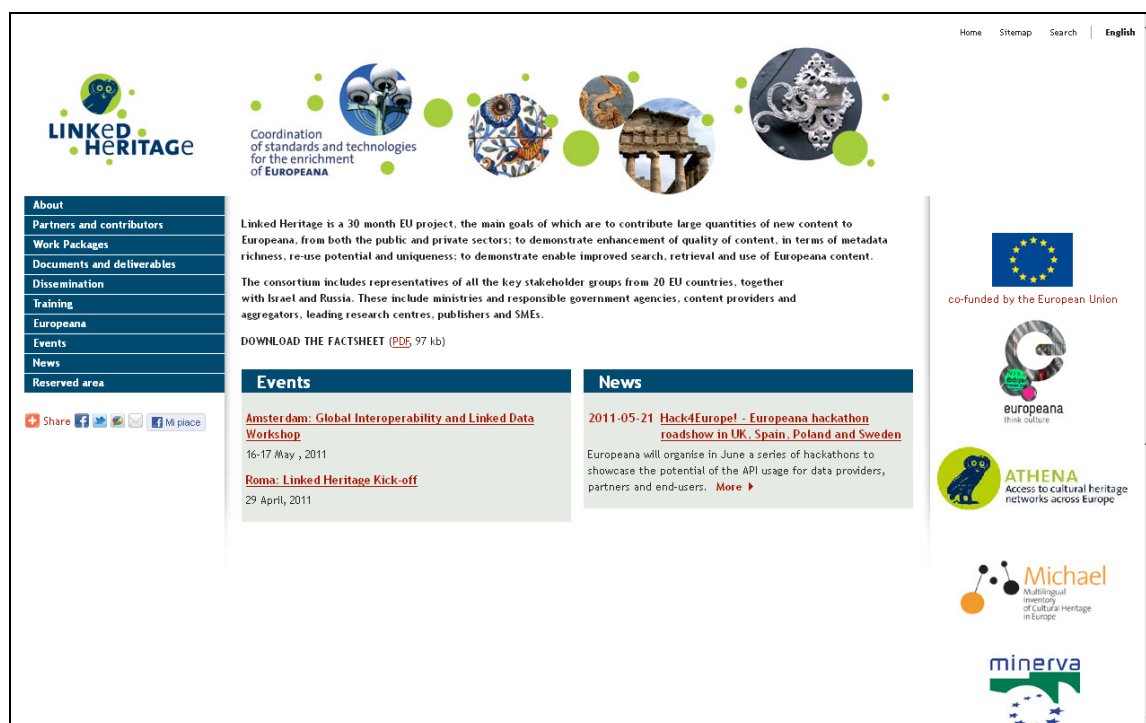 Home Sitemap Search English
LINKeD
HeRITAGe
Coordination
of standards and technologies
for the enrichment
of EUROPEANA
About
Partners and contributors
Work Packages
Documents and deliverables
Dissemination
Training
Europeana
Events
News
Reserved area
Share Mi piace
Linked Heritage is a 30 month EU project, the main goals of which are to contribute large quantities of new content to
Europeana, from both the public and private sectors; to demonstrate enhancement of quality of content, in terms of metadata
richness, re-use potential and uniqueness; to demonstrate enable improved search, retrieval and use of Europeana content.
The consortium includes representatives of all the key stakeholder groups from 20 EU countries, together
with Israel and Russia. These include ministries and responsible government agencies, content providers and
aggregators, leading research centres, publishers and SMEs.
DOWNLOAD THE FACTSHEET (PDF, 97 kb)
Events
Amsterdam: Global Interoperability and Linked Data
Workshop
16-17 May , 2011
Roma: Linked Heritage Kick-off
29 April, 2011
News
2011-05-21 Hack4Europe! - Europeana hackathon
roadshow in UK, Spain, Poland and Sweden
Europeana will organise in June a series of hackathons to
showcase the potential of the API usage for data providers,
partners and end-users. More
co-funded by the European Union
europeana
think culture
ATHENA
Access to cultural heritage
networks across Europe
Michael
Multilingual
Inventory
of Cultural Heritage
in Europe
minerva